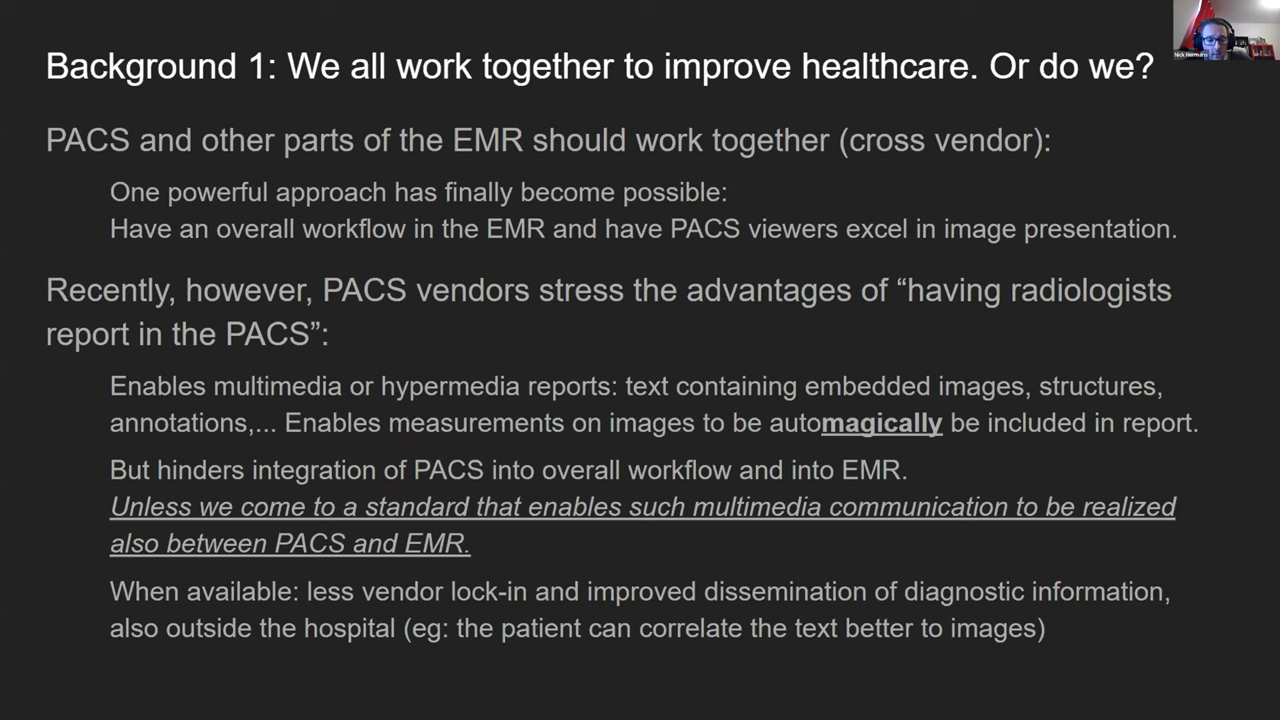 Background 1: We all work together to improve healthcare. Or do we?
Nick Hermans
PACS and other parts of the EMR should work together (cross vendor):
One powerful approach has finally become possible:
Have an overall workflow in the EMR and have PACS viewers excel in image presentation.
Recently, however, PACS vendors stress the advantages of “having radiologists
report in the PACS”:
Enables multimedia or hypermedia reports: text containing embedded images, structures,
annotations,... Enables measurements on images to be automagically be included in report.
But hinders integration of PACS into overall workflow and into EMR.
Unless we come to a standard that enables such multimedia communication to be realized
also between PACS and EMR.
When available: less vendor lock-in and improved dissemination of diagnostic information,
also outside the hospital (eg: the patient can correlate the text better to images)